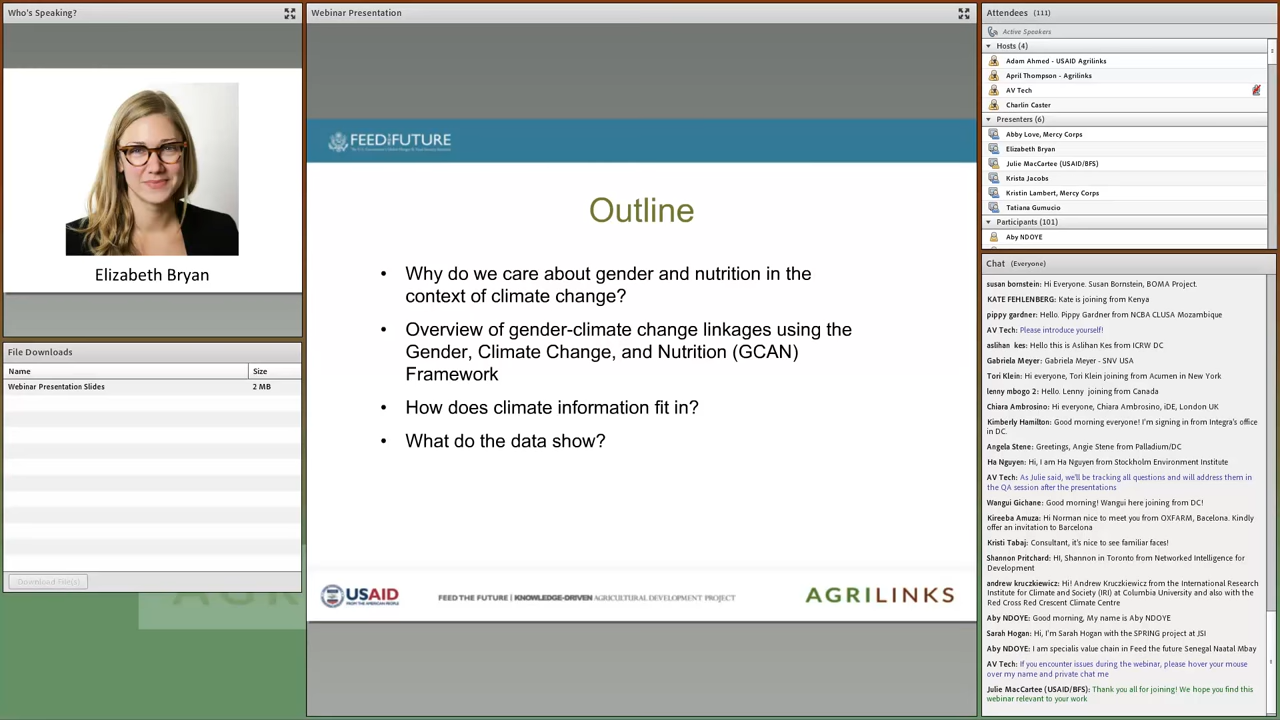 Who's Speaking?
Elizabeth Bryan
File Downloads
Name Size
Webinar Presentation Slides 2 MB
Download File(s)
Webinar Presentation
FEED THE FUTURE
Outline
• Why do we care about gender and nutrition in the
context of climate change?
• Overview of gender-climate change linkages using the
Gender, Climate Change, and Nutrition (GCAN)
Framework
• How does climate information fit in?
• What do the data show?
USAID
FROM THE AMERICAN PEOPLE
FEED THE FUTURE | KNOWLEDGE-DRIVEN AGRICULTURAL DEVELOPMENT PROJECT
AGRILINKS
Attendees (111)
Active Speakers
Hosts (4)
Adam Ahmed - USAID Agrilinks
April Thompson - Agrilinks
AV Tech
Charlin Caster
Presenters (6)
Abby Love, Mercy Corps
Elizabeth Bryan
Julie MacCartee (USAID/BFS)
Krista Jacobs
Kristin Lambert, Mercy Corps
Tatiana Gumucio
Participants (101)
Aby NDOYE
Chat (Everyone)
susan bornstein: Hi Everyone. Susan Bornstein, BOMA Project.
KATE FEHLENBERG: Kate is joining from Kenya
pippy gardner: Hello. Pippy Gardner from NCBA CLUSA Mozambique
AV Tech: Please introduce yourself!
aslihan kes: Hello this is Aslihan Kes from ICRW DC
Gabriela Meyer: Gabriela Meyer - SNV USA
Tori Klein: Hi everyone, Tori Klein joining from Acumen in New York
lenny mbogo 2: Hello. Lenny joining from Canada
Chiara Ambrosino: Hi everyone, Chiara Ambrosino, iDE, London UK
Kimberly Hamilton: Good morning everyone! I'm signing in from Integra's office
in DC.
Angela Stene: Greetings, Angie Stene from Palladium/DC
Ha Nguyen: Hi, I am Ha Nguyen from Stockholm Environment Institute
AV Tech: As Julie said, we'll be tracking all questions and will address them in
the QA session after the presentations
Wangui Gichane: Good morning! Wangui here joining from DC!
Kireeba Amuza: Hi Norman nice to meet you from OXFARM, Bacelona. Kindly
offer an invitation to Barcelona
Kristi Tabaj: Consultant, it's nice to see familiar faces!
Shannon Pritchard: HI, Shannon in Toronto from Networked Intelligence for
Development
andrew kruczkiewicz: Hi! Andrew Kruczkiewicz from the International Research
Institute for Climate and Society (IRI) at Columbia University and also with the
Red Cross Red Crescent Climate Centre
Aby NDOYE: Good morning, My name is Aby NDOYE
Sarah Hogan: Hi, I'm Sarah Hogan with the SPRING project at JSI
Aby NDOYE: I am specialis value chain in Feed the future Senegal Naatal Mbay
AV Tech: If you encounter issues during the webinar, please hover your mouse
over my name and private chat me
Julie MacCartee (USAID/BFS): Thank you all for joining! We hope you find this
webinar relevant to your work